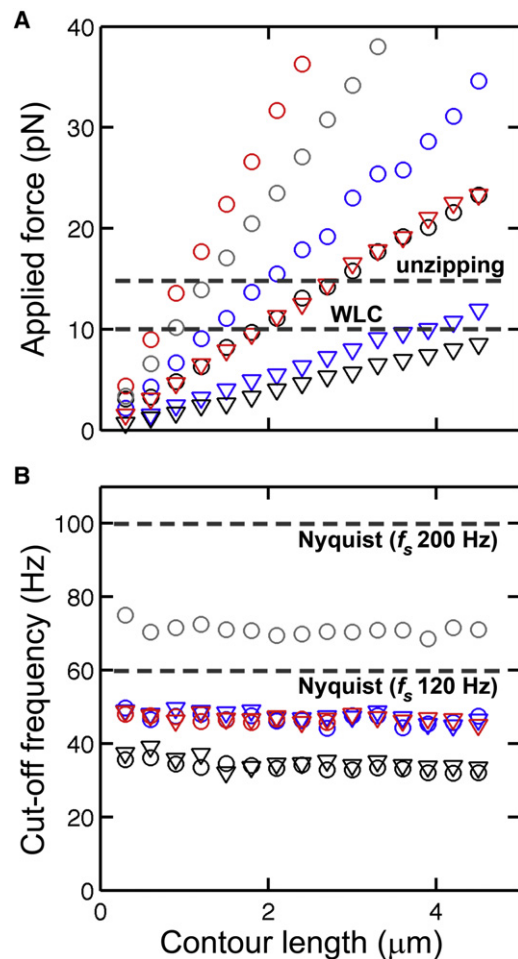 A
40
30
20
10
0
Applied force (pN)
unzipping
WLC
B
100
80
60
40
20
0
Cut-off frequency (Hz)
Nyquist (fs 200 Hz)
Nyquist (fs 120 Hz)
0 2 4
Contour length (μm)